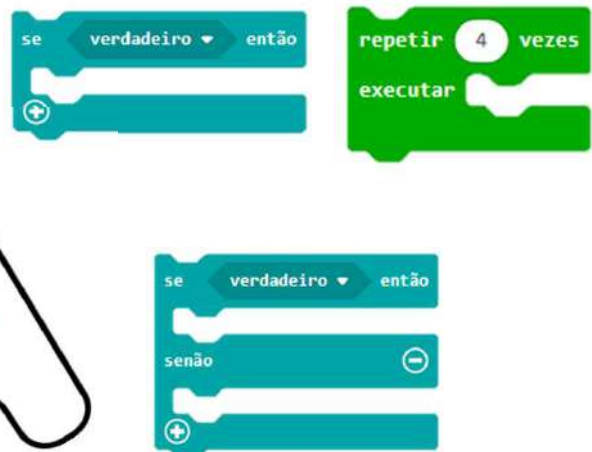 se verdadeiro então
repetir 4 vezes
executar
se verdadeiro então
senão